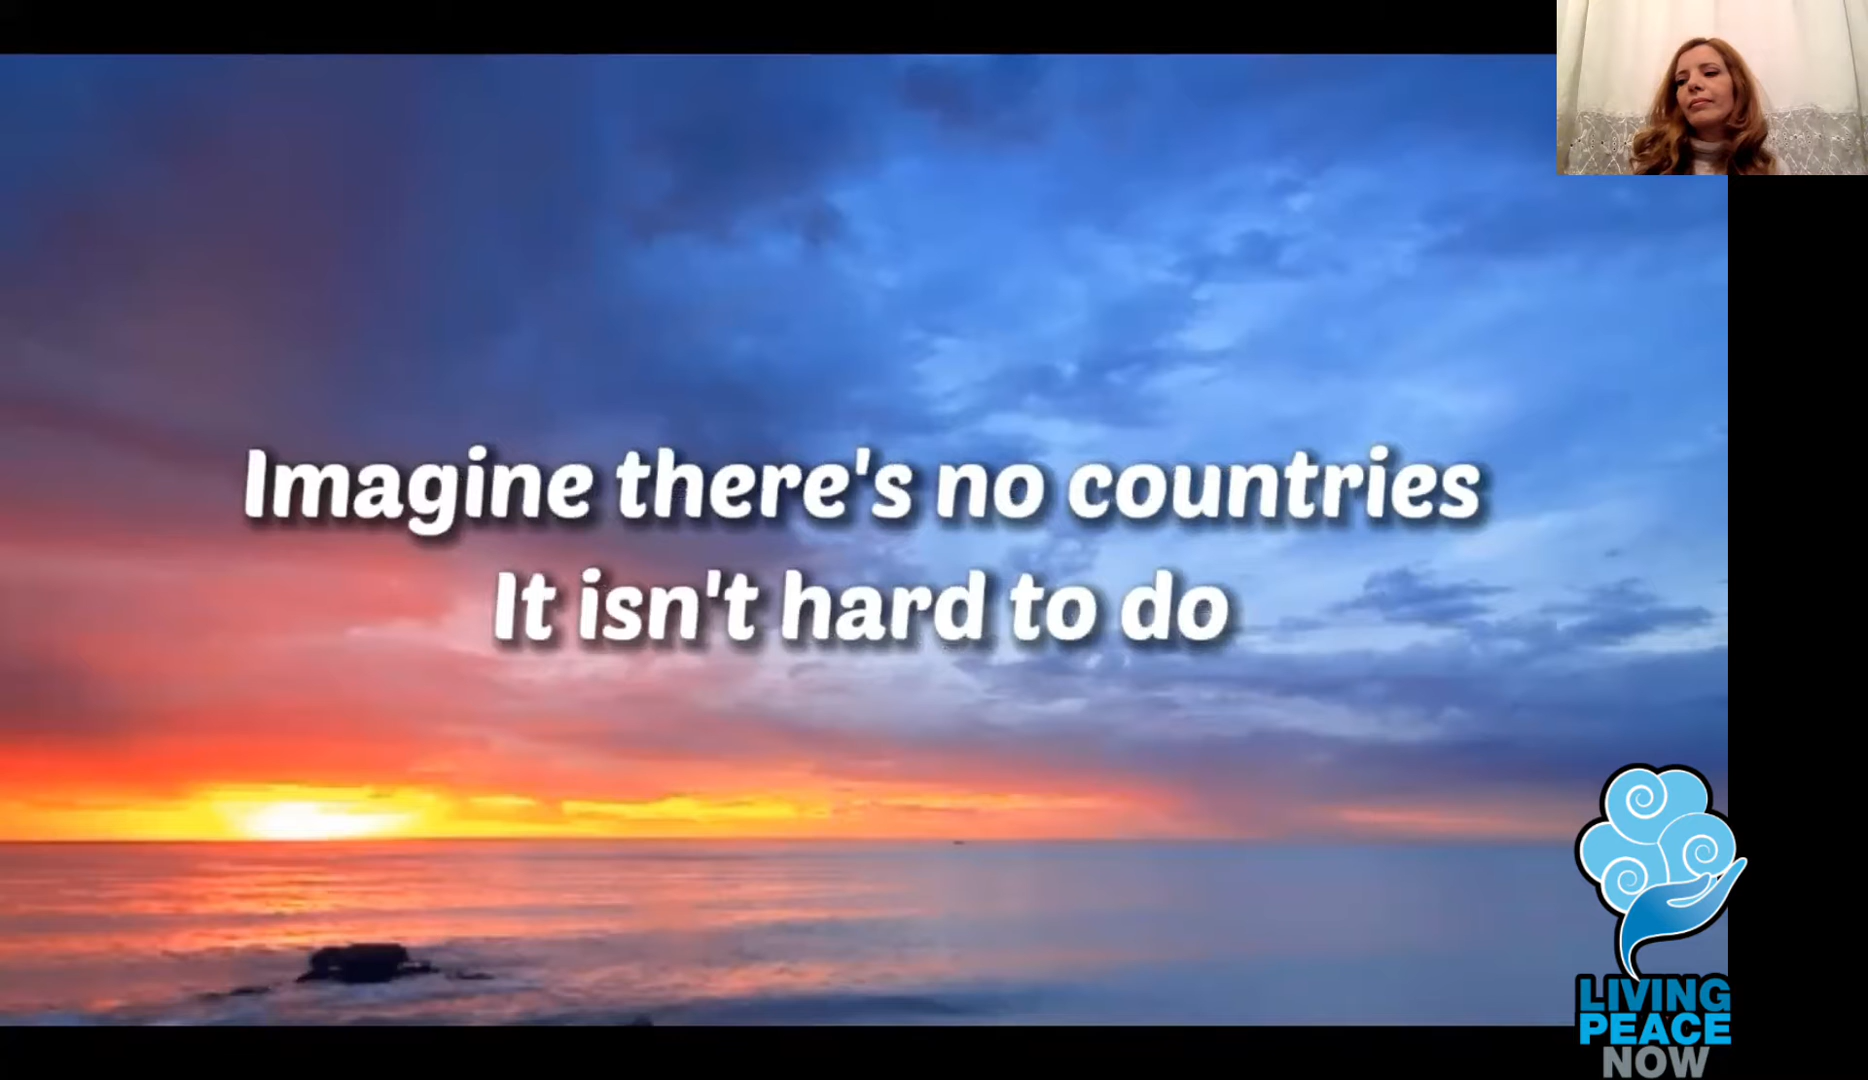 Imagine there's no countries
It isn't hard to do
LIVING
PEACE
NOW